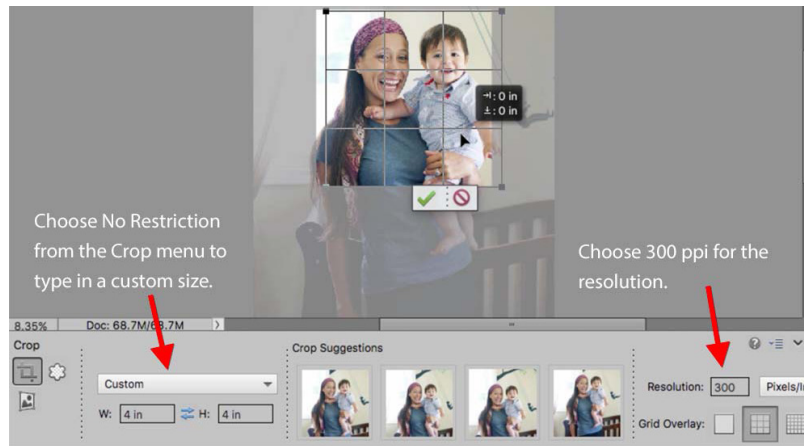 →|: 0 in
±: 0 in
Choose No Restriction
from the Crop menu to
type in a custom size.
Choose 300 ppi for the
resolution.
8.35% Doc: 68.7M/68.7M
Crop
Custom
W: 4 in H: 4 in
Crop Suggestions
Resolution: 300 Pixels/I
Grid Overlay: